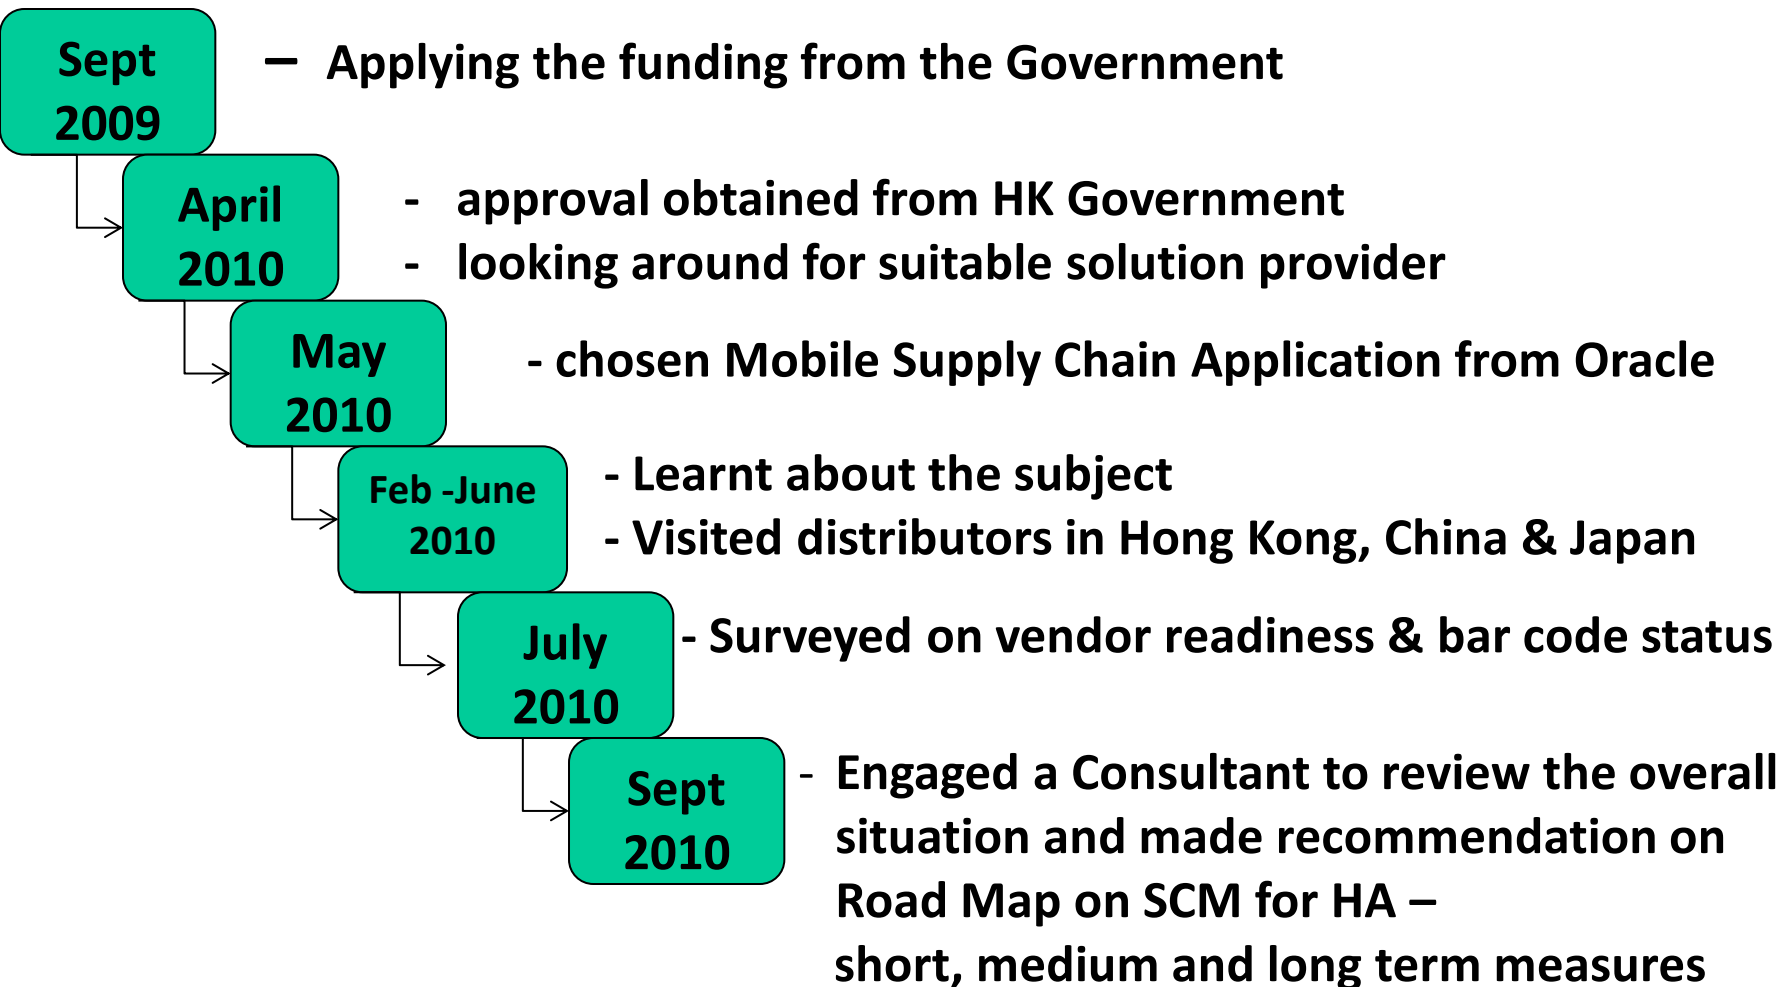 Sept
2009
– Applying the funding from the Government
April
2010
- approval obtained from HK Government
- looking around for suitable solution provider
May
2010
- chosen Mobile Supply Chain Application from Oracle
Feb -June
2010
- Learnt about the subject
- Visited distributors in Hong Kong, China & Japan
July
2010
- Surveyed on vendor readiness & bar code status
Sept
2010
- Engaged a Consultant to review the overall
situation and made recommendation on
Road Map on SCM for HA –
short, medium and long term measures